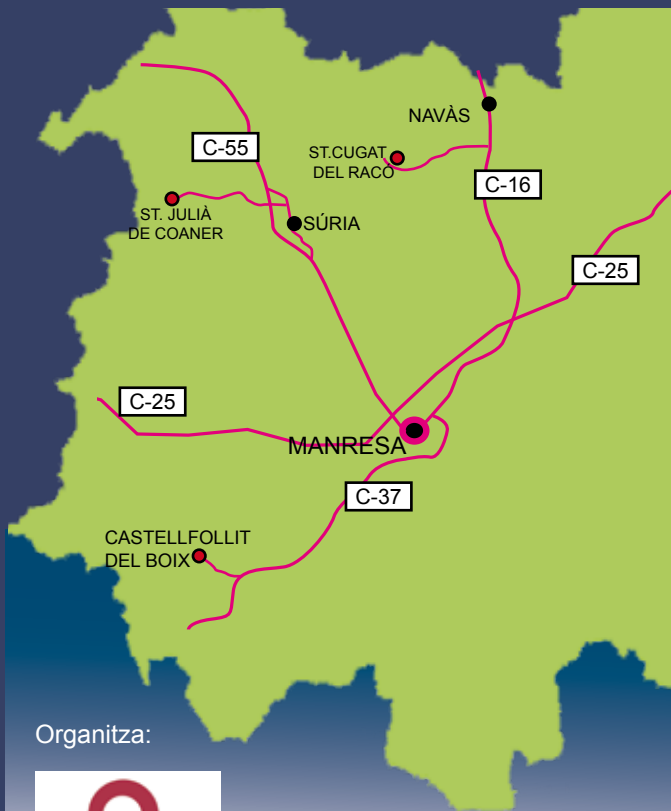 NAVÀS
C-55
ST.CUGAT
DEL RACÓ
C-16
ST. JULIÀ
DE COANER
SÚRIA
C-25
C-25
MANRESA
C-37
CASTELLFOLLIT
DEL BOIX
Organitza: